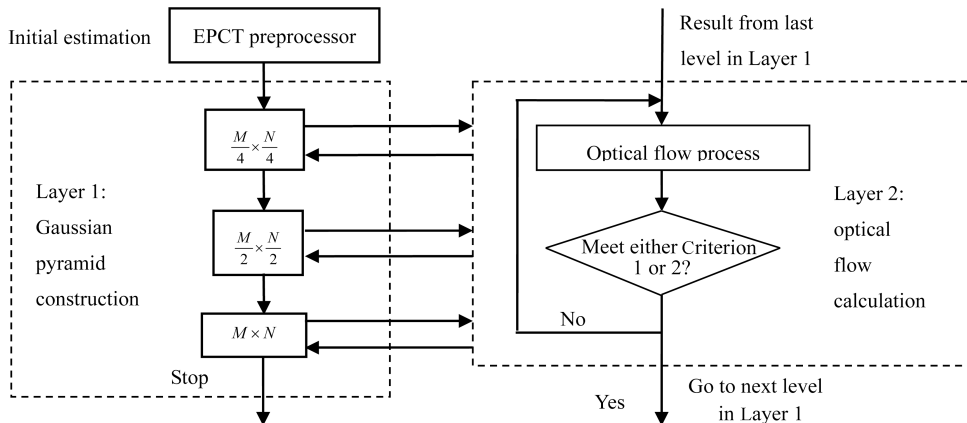 Initial estimation
EPCT preprocessor
Layer 1:
Gaussian
pyramid
construction
M/4 × N/4
M/2 × N/2
M × N
Stop
Result from last
level in Layer 1
Optical flow process
Meet either Criterion
1 or 2?
No
Yes
Layer 2:
optical
flow
calculation
Go to next level
in Layer 1